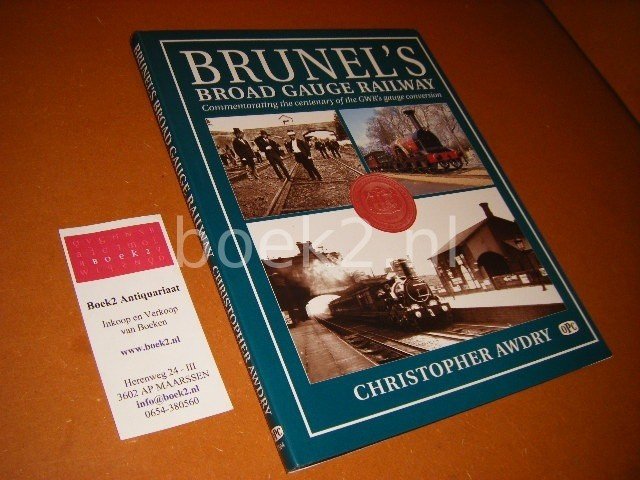 BRUNEL'S
BROAD GAUGE RAILWAY
Commemorating the centenary of the GWR's gauge conversion
CHRISTOPHER AWDRY
OPC
BRUNEL'S BROAD GAUGE RAILWAY
CHRISTOPHER AWDRY
OPC
boek2.nl
Boek2
Boek2 Antiquariaat
Inkoop en Verkoop
van Boeken
www.boek2.nl
Herenweg 24 - III
3602 AP MAARSSEN
info@boek2.nl
0654-380560